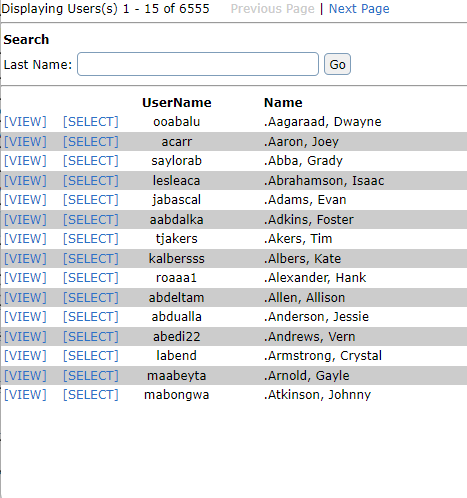 Displaying Users(s) 1 - 15 of 6555 Previous Page | Next Page
Search
Last Name: Go
UserName Name
[VIEW] [SELECT] ooabalu .Aagaraad, Dwayne
[VIEW] [SELECT] acarr .Aaron, Joey
[VIEW] [SELECT] saylorab .Abba, Grady
[VIEW] [SELECT] lesleaca .Abrahamson, Isaac
[VIEW] [SELECT] jabascal .Adams, Evan
[VIEW] [SELECT] aabdalka .Adkins, Foster
[VIEW] [SELECT] tjakers .Akers, Tim
[VIEW] [SELECT] kalbersss .Albers, Kate
[VIEW] [SELECT] roaaa1 .Alexander, Hank
[VIEW] [SELECT] abdeltam .Allen, Allison
[VIEW] [SELECT] abdualla .Anderson, Jessie
[VIEW] [SELECT] abedi22 .Andrews, Vern
[VIEW] [SELECT] labend .Armstrong, Crystal
[VIEW] [SELECT] maabeyta .Arnold, Gayle
[VIEW] [SELECT] mabongwa .Atkinson, Johnny